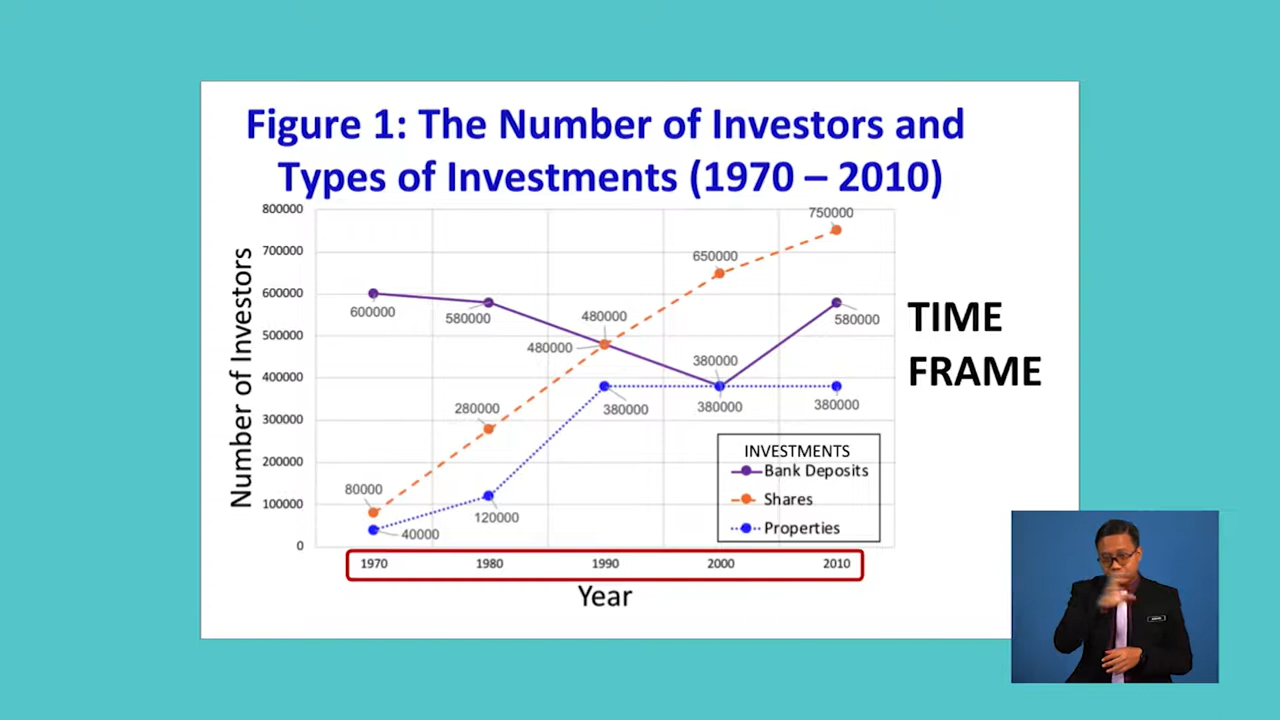 Figure 1: The Number of Investors and
Types of Investments (1970 – 2010)
Number of Investors
800000
700000
600000
500000
400000
300000
200000
100000
0
600000
580000
480000
380000
580000
80000
280000
480000
650000
750000
40000
120000
380000
380000
380000
INVESTMENTS
Bank Deposits
Shares
Properties
1970 1980 1990 2000 2010
Year
TIME
FRAME